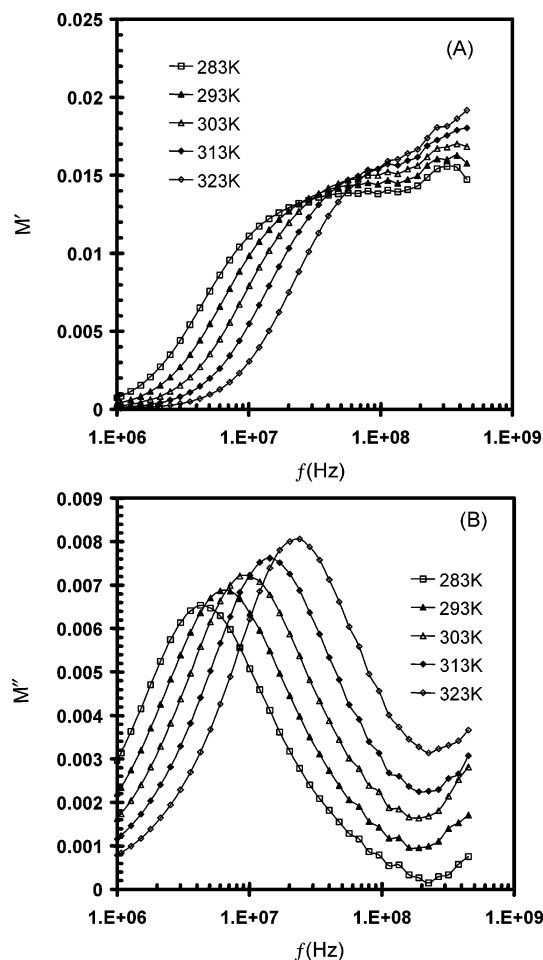 0.025
(A)
283K
293K
303K
313K
323K
0.02
0.015
0.01
0.005
0
M′
1.E+06 1.E+07 1.E+08 1.E+09
f(Hz)
0.009
(B)
0.008
0.007
0.006
0.005
0.004
0.003
0.002
0.001
0
283K
293K
303K
313K
323K
M″
1.E+06 1.E+07 1.E+08 1.E+09
f(Hz)